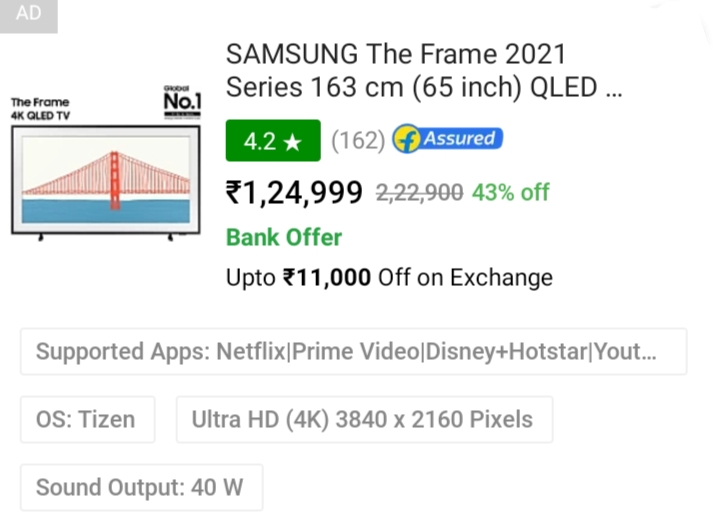 AD
SAMSUNG The Frame 2021
Series 163 cm (65 inch) QLED ...
The Frame
4K QLED TV
Global
No.1
4.2 ★ (162) f Assured
₹1,24,999 2,22,900 43% off
Bank Offer
Upto ₹11,000 Off on Exchange
Supported Apps: Netflix|Prime Video|Disney+Hotstar|Yout...
OS: Tizen
Ultra HD (4K) 3840 x 2160 Pixels
Sound Output: 40 W